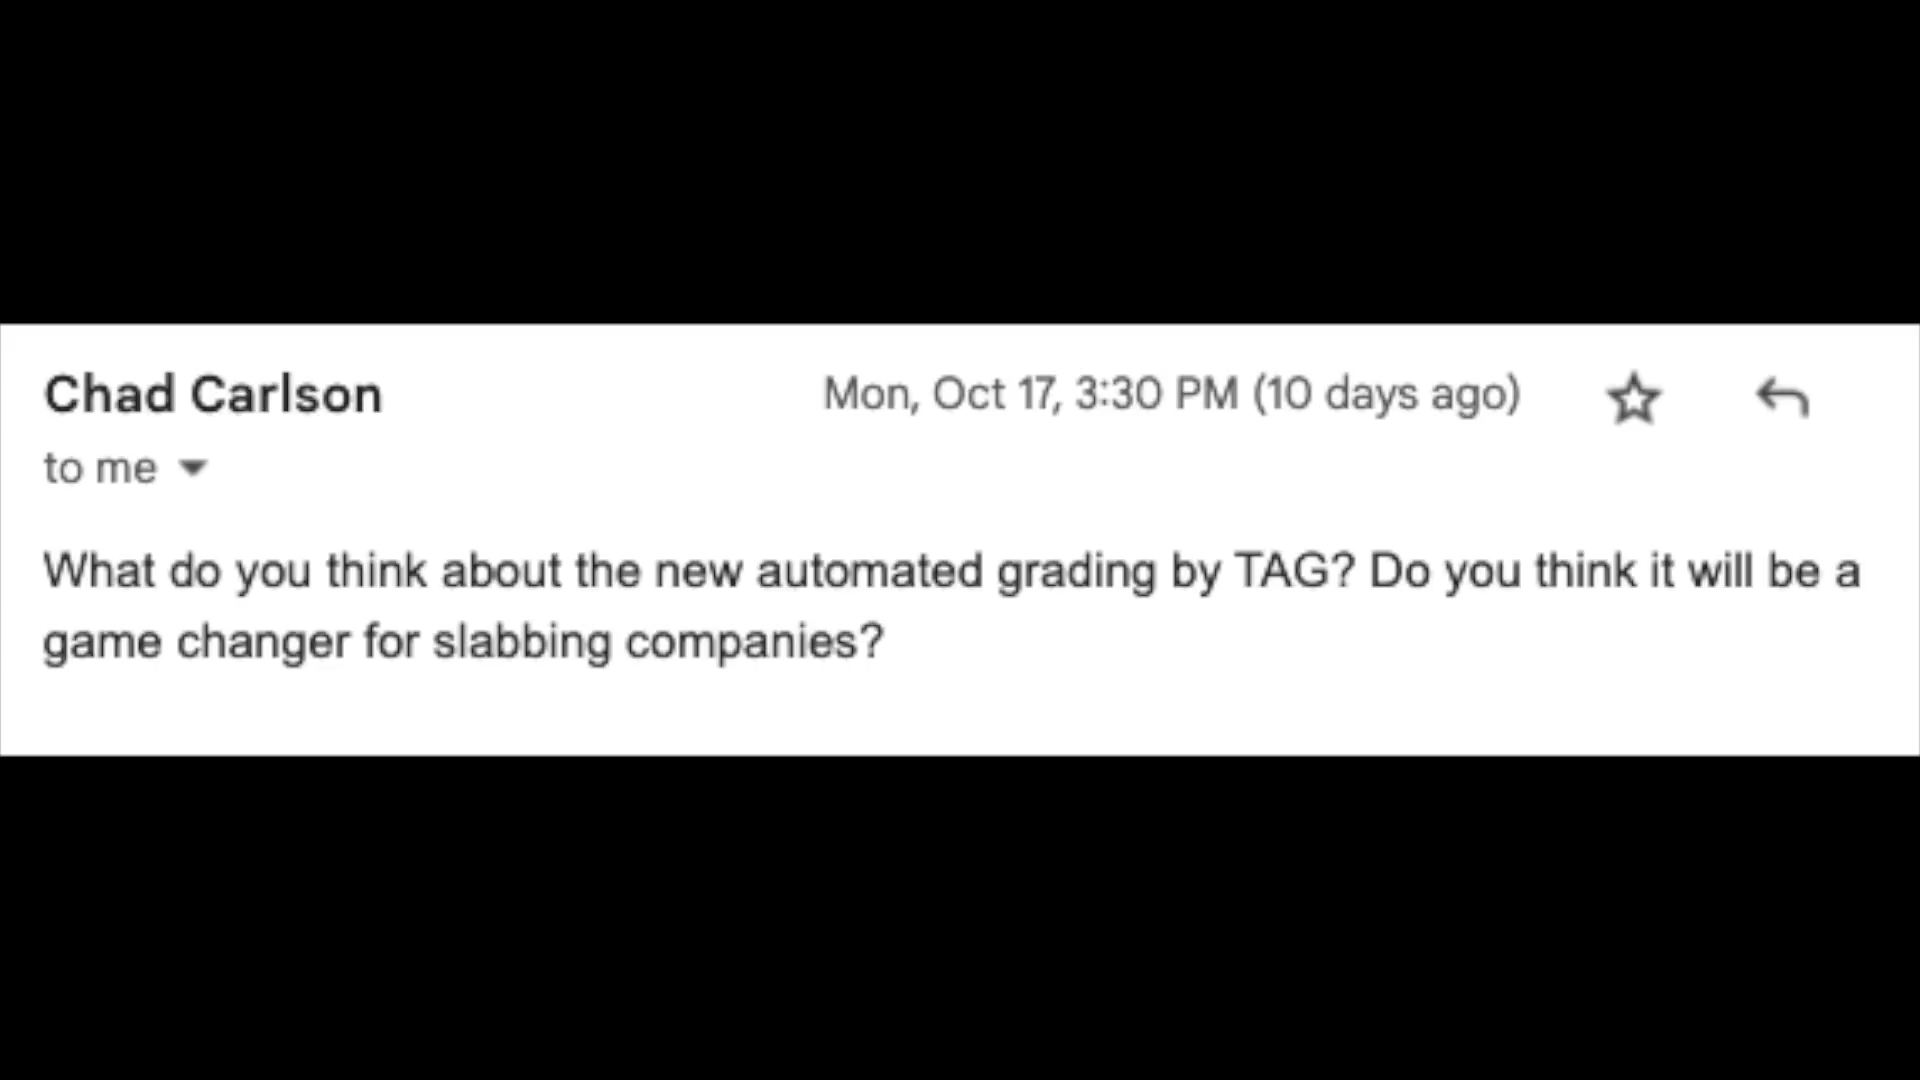 Chad Carlson Mon, Oct 17, 3:30 PM (10 days ago)
to me
What do you think about the new automated grading by TAG? Do you think it will be a
game changer for slabbing companies?